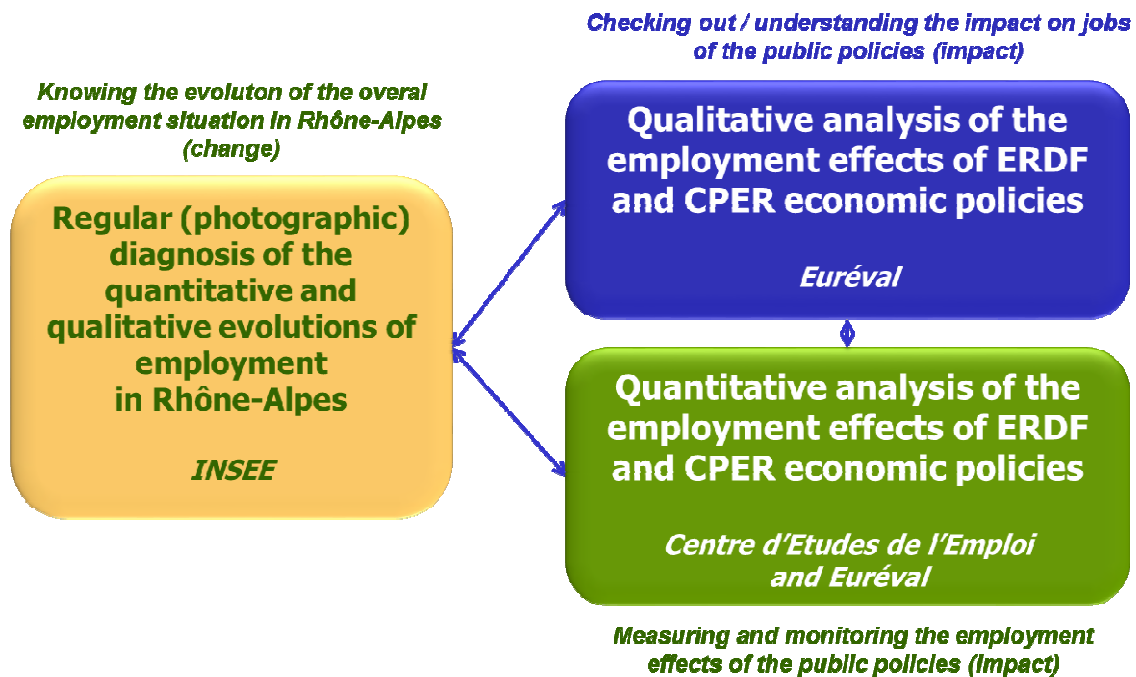 Knowing the evoluton of the overal
employment situation in Rhône-Alpes
(change)
Regular (photographic)
diagnosis of the
quantitative and
qualitative evolutions of
employment
in Rhône-Alpes
INSEE
Checking out / understanding the impact on jobs
of the public policies (impact)
Qualitative analysis of the
employment effects of ERDF
and CPER economic policies
Euréval
Quantitative analysis of the
employment effects of ERDF
and CPER economic policies
Centre d’Etudes de l’Emploi
and Euréval
Measuring and monitoring the employment
effects of the public policies (impact)